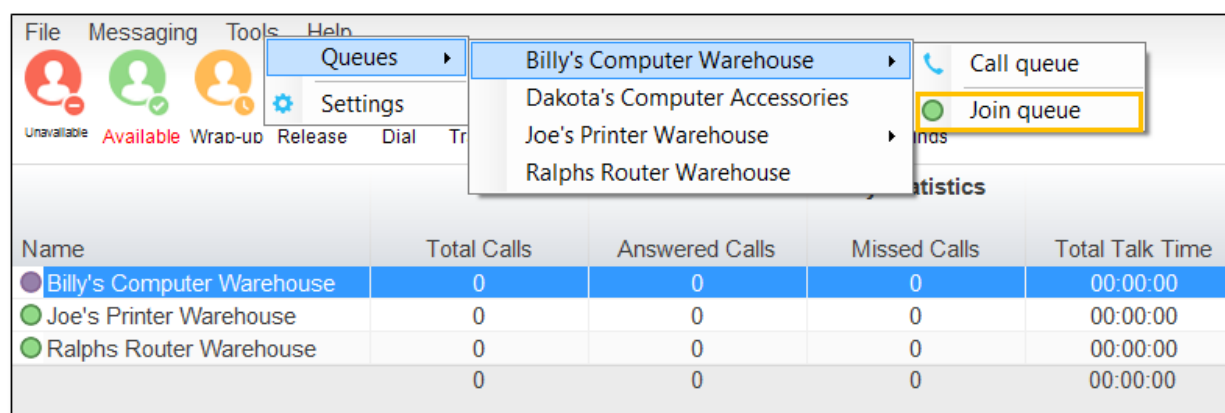 File Messaging Tools Help
Queues
Settings
Billy's Computer Warehouse
Dakota's Computer Accessories
Joe's Printer Warehouse
Ralphs Router Warehouse
Call queue
Join queue
Unavailable Available Wrap-up Release Dial
Name Total Calls Answered Calls Missed Calls Total Talk Time
Billy's Computer Warehouse 0 0 0 00:00:00
Joe's Printer Warehouse 0 0 0 00:00:00
Ralphs Router Warehouse 0 0 0 00:00:00
0 0 0 00:00:00